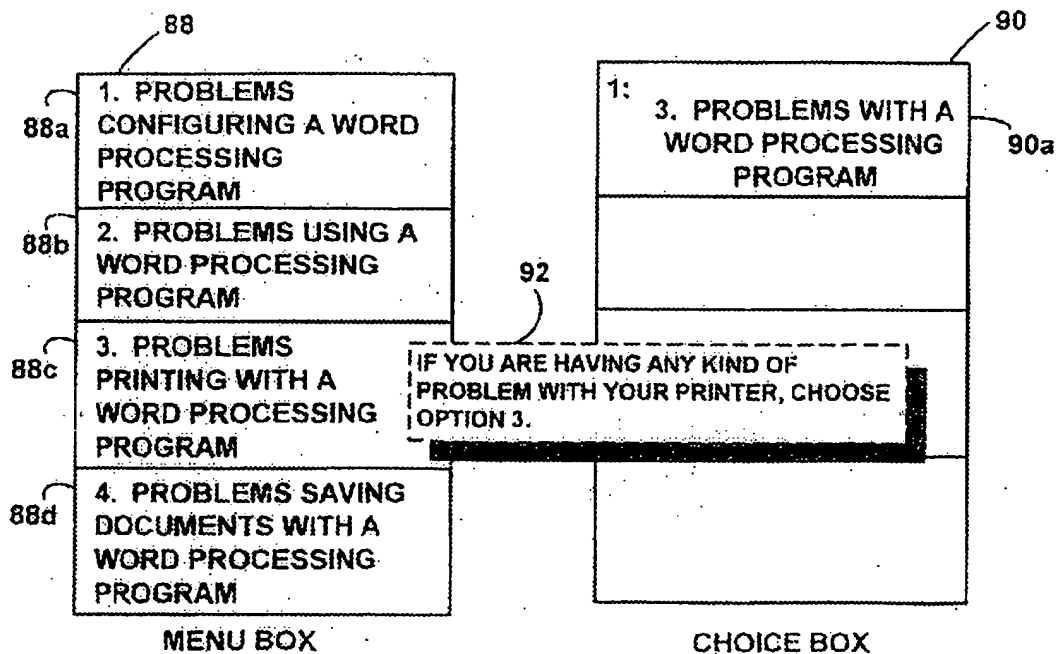 88
90
88a
1. PROBLEMS
CONFIGURING A WORD
PROCESSING
PROGRAM
88b
2. PROBLEMS USING A
WORD PROCESSING
PROGRAM
88c
3. PROBLEMS
PRINTING WITH A
WORD PROCESSING
PROGRAM
88d
4. PROBLEMS SAVING
DOCUMENTS WITH A
WORD PROCESSING
PROGRAM
MENU BOX
1:
3. PROBLEMS WITH A
WORD PROCESSING
PROGRAM
90a
92
IF YOU ARE HAVING ANY KIND OF
PROBLEM WITH YOUR PRINTER, CHOOSE
OPTION 3.
CHOICE BOX